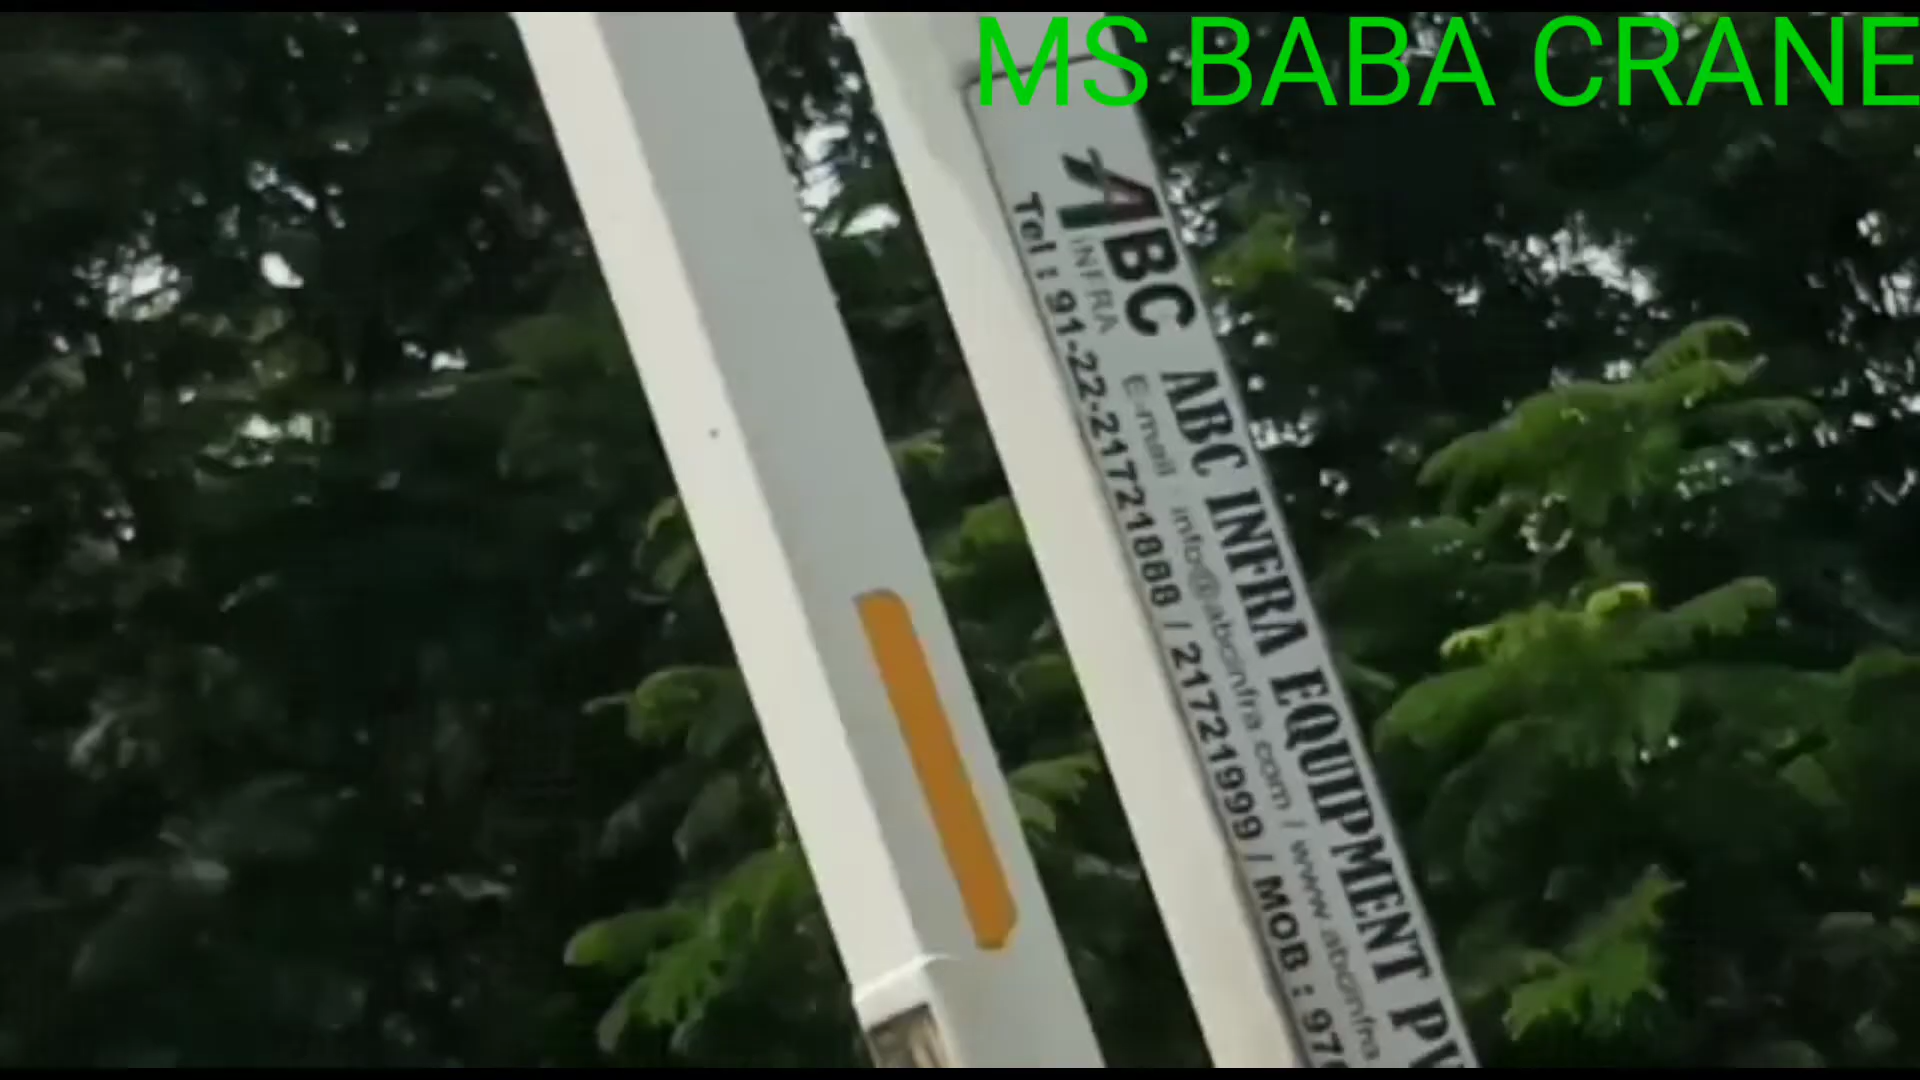 MS BABA CRANE
ABC
INFRA
ABC INFRA EQUIPMENT PV
E-mail : info@abcinfra.com / www.abcinfra
Tel : 91-22-21721888 / 21721999 / MOB : 97